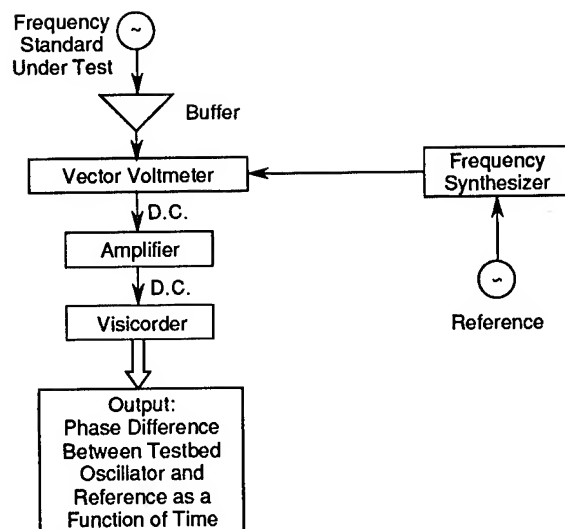 Frequency
Standard
Under Test
~
Buffer
Vector Voltmeter
Frequency
Synthesizer
D.C.
Amplifier
~
D.C.
Reference
Visicorder
Output:
Phase Difference
Between Testbed
Oscillator and
Reference as a
Function of Time